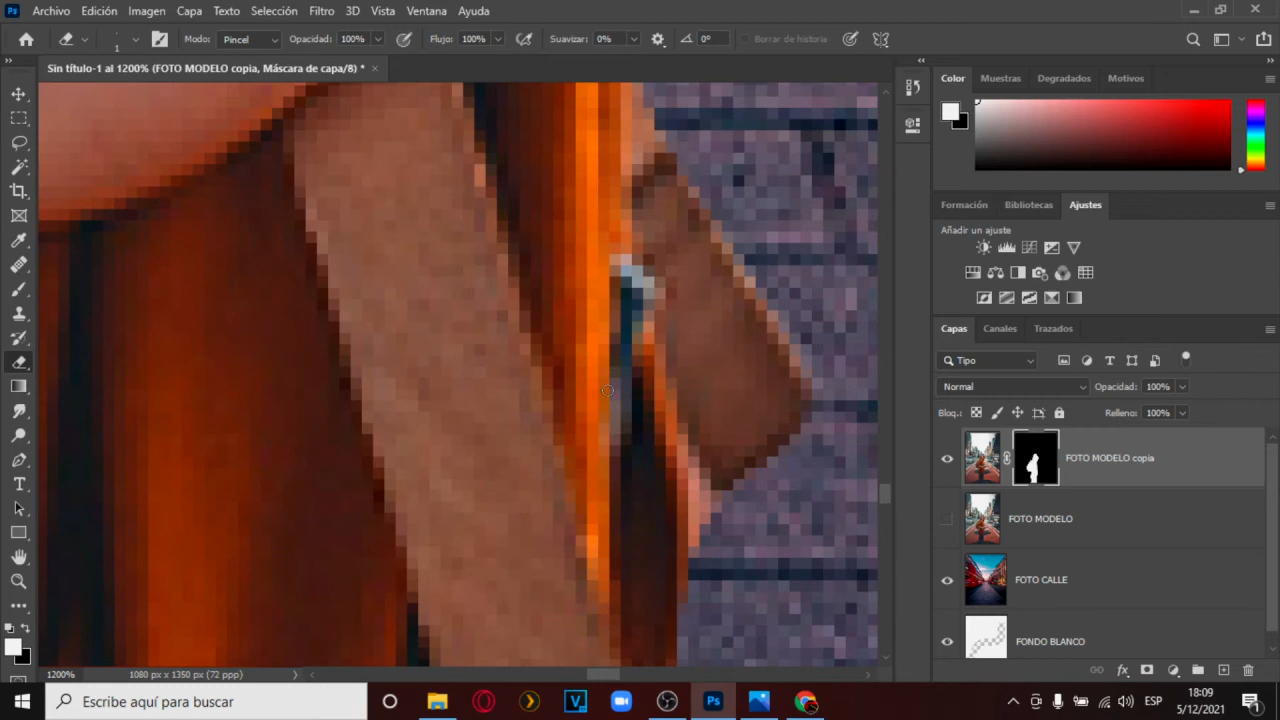 Ps Archivo Edición Imagen Capa Texto Selección Filtro 3D Vista Ventana Ayuda
1 Modo: Pincel Opacidad: 100% Flujo: 100% Suavizar: 0% 0° Borrar de historia
Sin título-1 al 1200% (FOTO MODELO copia, Máscara de capa/8) *
Color Muestras Degradados Motivos
Formación Bibliotecas Ajustes
Añadir un ajuste
Capas Canales Trazados
Tipo
Normal Opacidad: 100%
Bloq.: Relleno: 100%
FOTO MODELO copia
FOTO MODELO
FOTO CALLE
FONDO BLANCO
1200% 1080 px x 1350 px (72 ppp)
Escribe aquí para buscar
Ps
ESP
18:09
5/12/2021
1